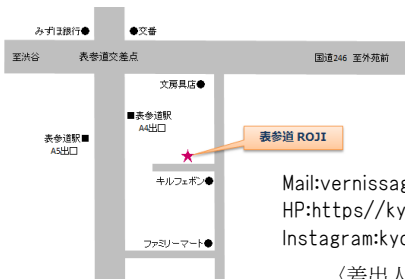 みずほ銀行●
●交番
至渋谷
表参道交差点
国道246 至外苑前
文房具店●
■表参道駅
A4出口
表参道駅■
A5出口
表参道 ROJI
キルフェボン●
ファミリーマート●
Mail:vernissag
HP:https//ky
Instagram:kyo
〈差出人